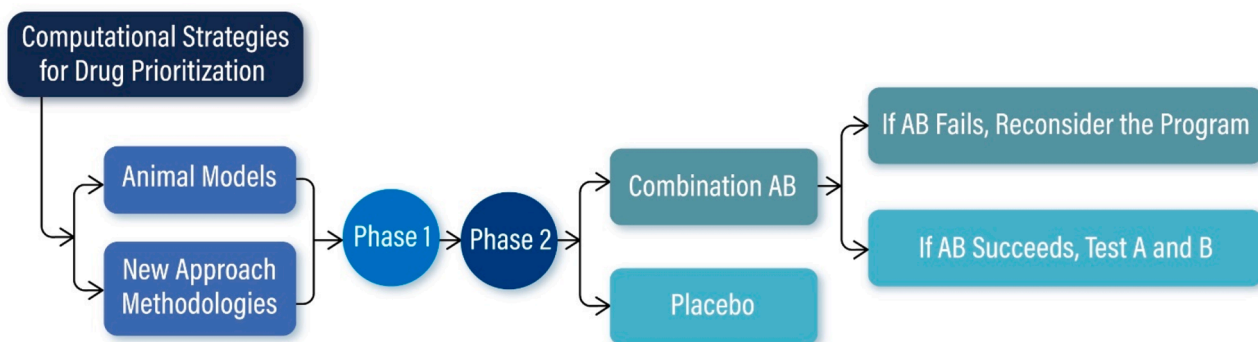 Computational Strategies
for Drug Prioritization
Animal Models
New Approach
Methodologies
Phase 1
Phase 2
Combination AB
Placebo
If AB Fails, Reconsider the Program
If AB Succeeds, Test A and B